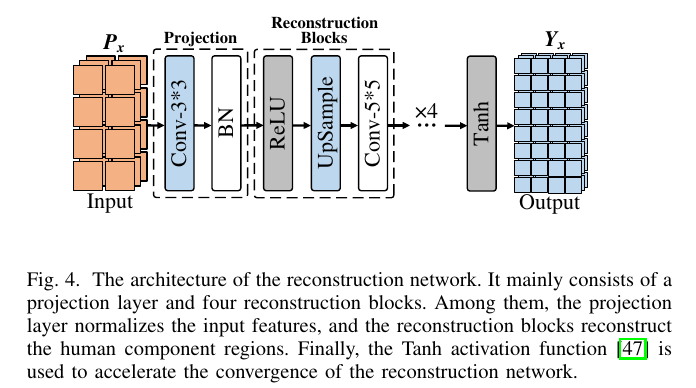 Reconstruction
Projection Blocks
Pₓ
Yₓ
Conv-3*3
BN
ReLU
UpSample
Conv-5*5
×4
...
Tanh
Input
Output
Fig. 4. The architecture of the reconstruction network. It mainly consists of a
projection layer and four reconstruction blocks. Among them, the projection
layer normalizes the input features, and the reconstruction blocks reconstruct
the human component regions. Finally, the Tanh activation function [47] is
used to accelerate the convergence of the reconstruction network.